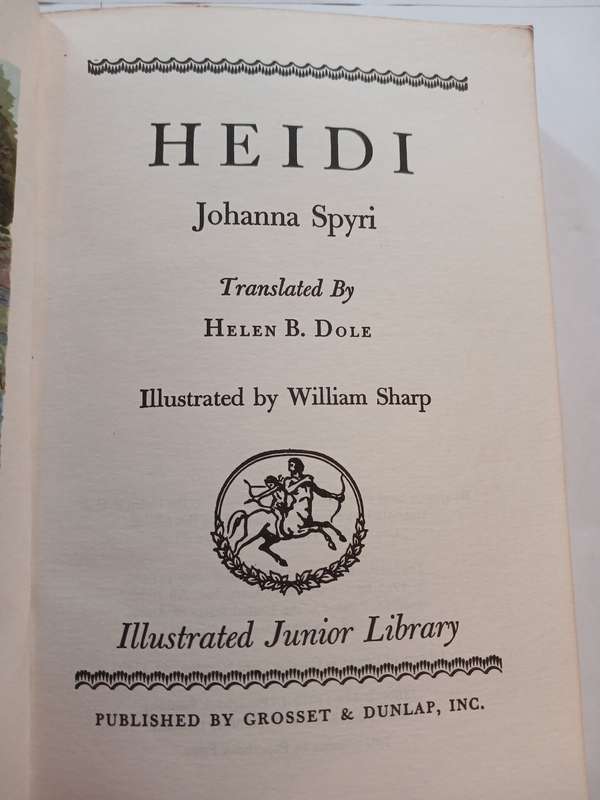 HEIDI
Johanna Spyri
Translated By
HELEN B. DOLE
Illustrated by William Sharp
Illustrated Junior Library
PUBLISHED BY GROSSET & DUNLAP, INC.